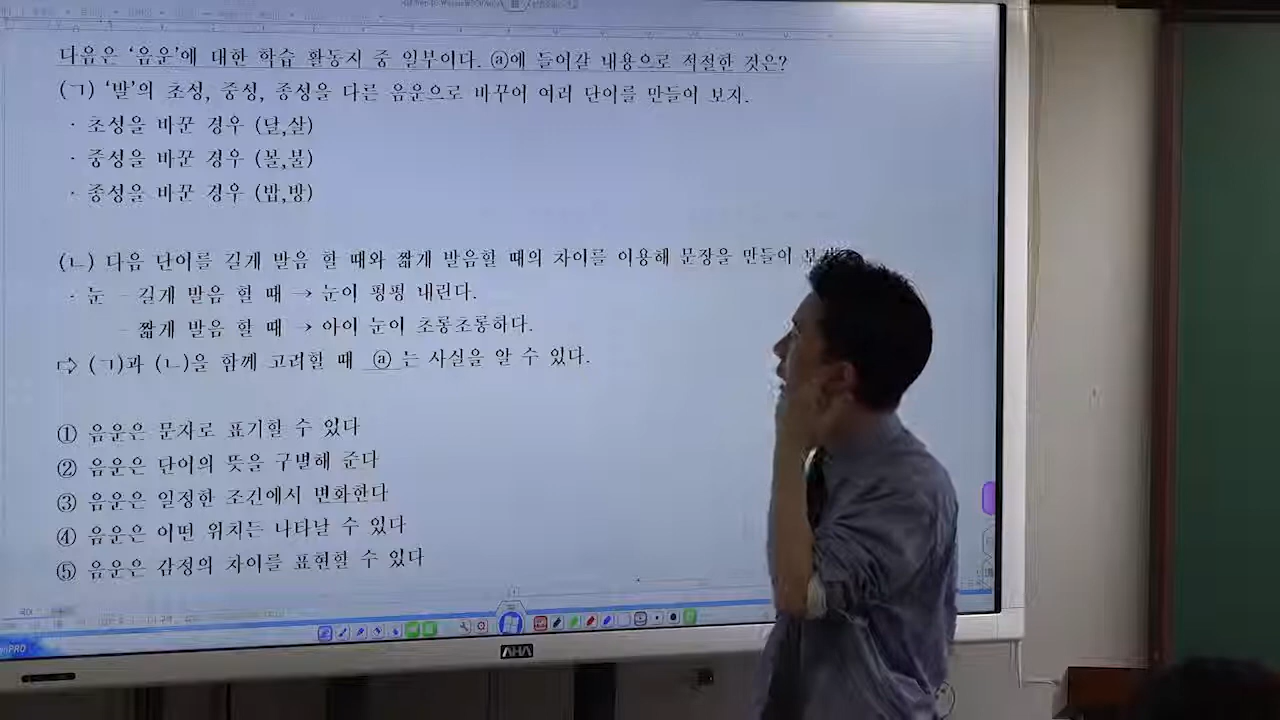 다음은 '음운'에 대한 학습 활동지 중 일부이다. ⓐ에 들어갈 내용으로 적절한 것은?
(ㄱ) '발'의 초성, 중성, 종성을 다른 음운으로 바꾸어 여러 단어를 만들어 보자.
· 초성을 바꾼 경우 (달,살)
· 중성을 바꾼 경우 (볼,불)
· 종성을 바꾼 경우 (밥,방)
(ㄴ) 다음 단어를 길게 발음 할 때와 짧게 발음할 때의 차이를 이용해 문장을 만들어
· 눈 - 길게 발음 할 때 → 눈이 펑펑 내린다.
- 짧게 발음 할 때 → 아이 눈이 초롱초롱하다.
⇨ (ㄱ)과 (ㄴ)을 함께 고려할 때 ⓐ 는 사실을 알 수 있다.
① 음운은 문자로 표기할 수 있다
② 음운은 단어의 뜻을 구별해 준다
③ 음운은 일정한 조건에서 변화한다
④ 음운은 어떤 위치든 나타날 수 있다
⑤ 음운은 감정의 차이를 표현할 수 있다
AHA